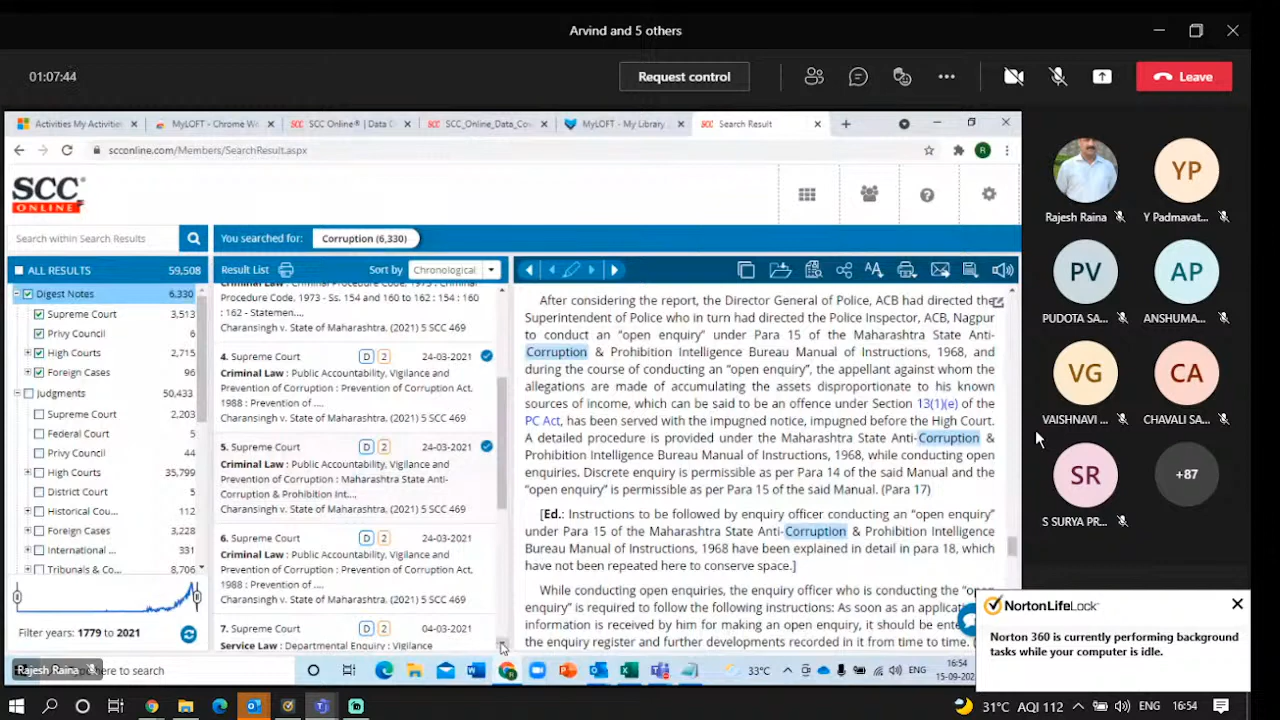 Arvind and 5 others
01:07:44
Request control
Leave
Activities My Activitie
MyLOFT - Chrome W
SCC Online® | Data C
SCC_Online_Data_Co
MyLOFT - My Library
Search Result
scconline.com/Members/SearchResult.aspx
SCC
ONLINE
Search within Search Results
You searched for:
Corruption (6,330)
ALL RESULTS 59,508
Digest Notes 6,330
Supreme Court 3,513
Privy Council 6
High Courts 2,715
Foreign Cases 96
Judgments 50,433
Supreme Court 2,203
Federal Court 5
Privy Council 44
High Courts 35,799
District Court 5
Historical Cou... 112
Foreign Cases 3,228
International ... 331
Tribunals & Co... 8,706
Filter years: 1779 to 2021
Result List
Sort by
Chronological
Criminal Law : Criminal Procedure Code, 1973 : Criminal
Procedure Code, 1973 - Ss. 154 and 160 to 162 : 154 : 160
: 162 - Statemen....
Charansingh v. State of Maharashtra. (2021) 5 SCC 469
4. Supreme Court D 2 24-03-2021
Criminal Law : Public Accountability, Vigilance and
Prevention of Corruption : Prevention of Corruption Act,
1988 : Prevention of ....
Charansingh v. State of Maharashtra. (2021) 5 SCC 469
5. Supreme Court D 2 24-03-2021
Criminal Law : Public Accountability, Vigilance and
Prevention of Corruption : Maharashtra State Anti-
Corruption & Prohibition Int....
Charansingh v. State of Maharashtra. (2021) 5 SCC 469
6. Supreme Court D 2 24-03-2021
Criminal Law : Public Accountability, Vigilance and
Prevention of Corruption : Prevention of Corruption Act,
1988 : Prevention of ....
Charansingh v. State of Maharashtra. (2021) 5 SCC 469
7. Supreme Court D 2 04-03-2021
Service Law : Departmental Enquiry : Vigilance
After considering the report, the Director General of Police, ACB had directed the
Superintendent of Police who in turn had directed the Police Inspector, ACB, Nagpur
to conduct an “open enquiry” under Para 15 of the Maharashtra State Anti-
Corruption & Prohibition Intelligence Bureau Manual of Instructions, 1968, and
during the course of conducting an “open enquiry”, the appellant against whom the
allegations are made of accumulating the assets disproportionate to his known
sources of income, which can be said to be an offence under Section 13(1)(e) of the
PC Act, has been served with the impugned notice, impugned before the High Court.
A detailed procedure is provided under the Maharashtra State Anti-Corruption &
Prohibition Intelligence Bureau Manual of Instructions, 1968, while conducting open
enquiries. Discrete enquiry is permissible as per Para 14 of the said Manual and the
“open enquiry” is permissible as per Para 15 of the said Manual. (Para 17)
[Ed.: Instructions to be followed by enquiry officer conducting an “open enquiry”
under Para 15 of the Maharashtra State Anti-Corruption & Prohibition Intelligence
Bureau Manual of Instructions, 1968 have been explained in detail in para 18, which
have not been repeated here to conserve space.]
While conducting open enquiries, the enquiry officer who is conducting the “open
enquiry” is required to follow the following instructions: As soon as an applicati
information is received by him for making an open enquiry, it should be ente
the enquiry register and further developments recorded in it from time to time.
Rajesh Raina
YP
Y Padmavat...
PV
PUDOTA SA...
AP
ANSHUMA...
VG
VAISHNAVI ...
CA
CHAVALI SA...
SR
S SURYA PR...
+87
NortonLifeLock
Norton 360 is currently performing background
tasks while your computer is idle.
Rajesh Raina
here to search
33°C
ENG
16:54
15-09-202
31°C AQI 112
ENG
16:54